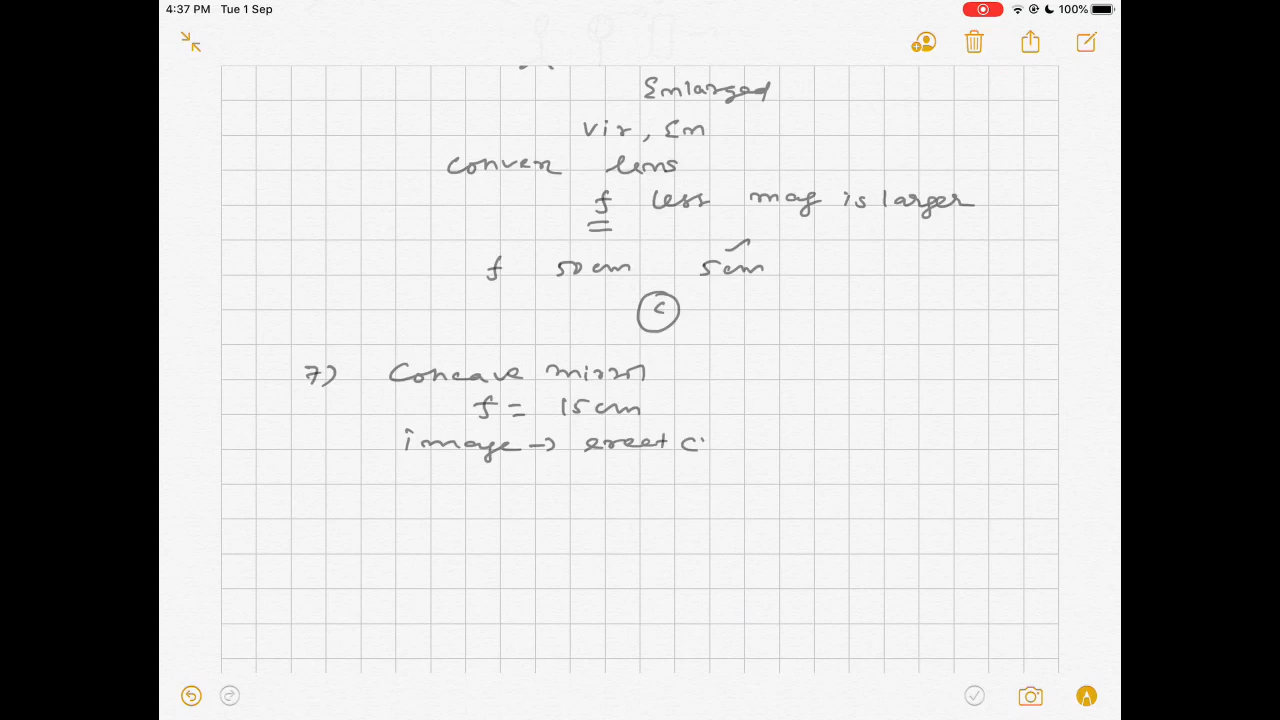 4:37 PM Tue 1 Sep 100%
Enlarged
Vir, En
Convex lens
f less mag is larger
f 50cm 5cm
C
7) Concave mirror
f = 15cm
image → erect